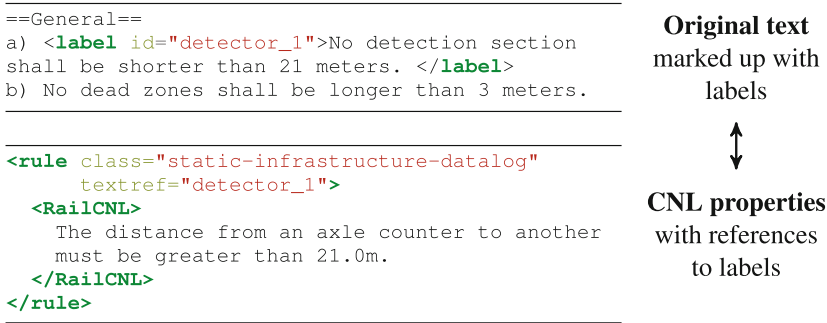 ==General==
a) <label id="detector_1">No detection section
shall be shorter than 21 meters. </label>
b) No dead zones shall be longer than 3 meters.
Original text
marked up with
labels
<rule class="static-infrastructure-datalog"
textref="detector_1">
<RailCNL>
The distance from an axle counter to another
must be greater than 21.0m.
</RailCNL>
</rule>
CNL properties
with references
to labels